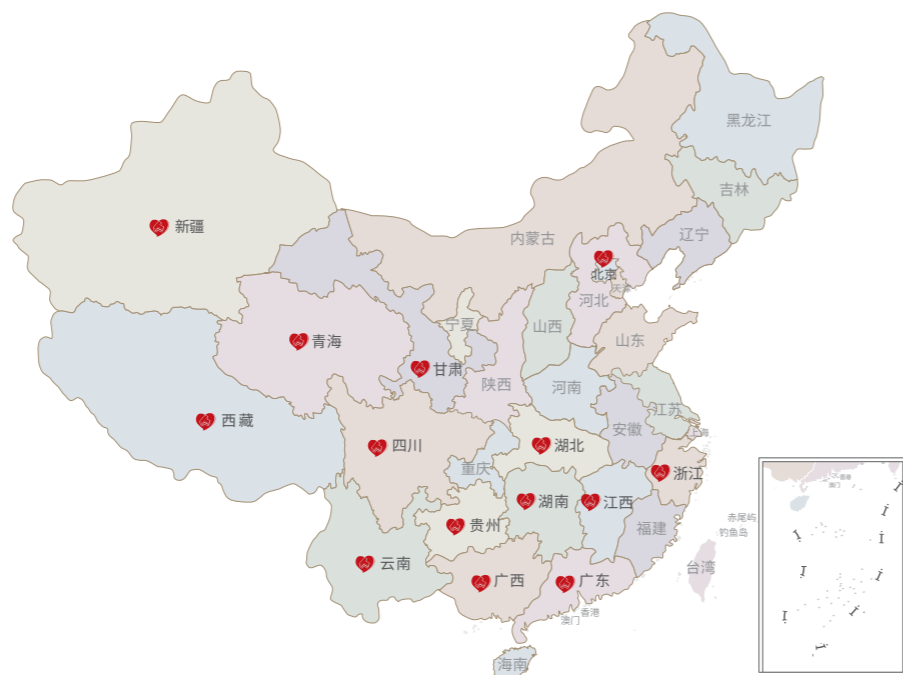 黑龙江
吉林
新疆
辽宁
内蒙古
北京
天津
河北
宁夏
山西
山东
青海
甘肃
陕西
河南
江苏
西藏
安徽
上海
四川
湖北
重庆
浙江
湖南
江西
贵州
福建
赤尾屿
钓鱼岛
云南
台湾
广西
广东
香港
澳门
海南
香港
澳门